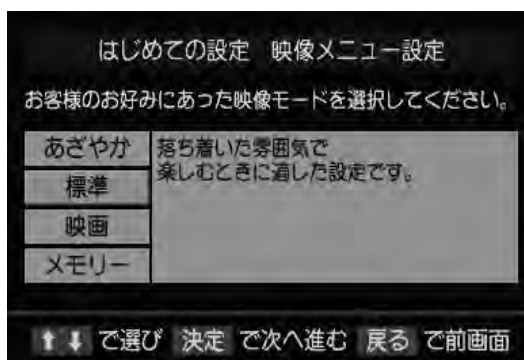 はじめての設定 映像メニュー設定
お客様のお好みにあった映像モードを選択してください。
あざやか
標準
映画
メモリー
落ち着いた雰囲気で
楽しむときに適した設定です。
⬆⬇ で選び 決定 で次へ進む 戻る で前画面